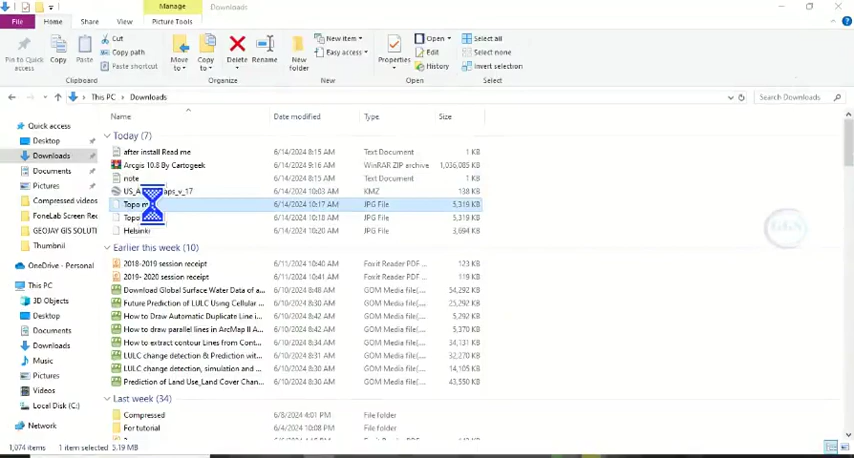 Manage
Downloads
File
Home
Share
View
Picture Tools
Pin to Quick access
Copy
Paste
Cut
Copy path
Paste shortcut
Clipboard
Move to
Copy to
Delete
Rename
Organize
New folder
New item
Easy access
New
Properties
Open
Edit
History
Open
Select all
Select none
Invert selection
Select
This PC > Downloads
Search Downloads
Quick access
Desktop
Downloads
Documents
Pictures
Compressed videos
FoneLab Screen Rec
GEOJAY GIS SOLUTI
Thumbnail
OneDrive - Personal
This PC
3D Objects
Desktop
Documents
Downloads
Music
Pictures
Videos
Local Disk (C:)
Network
Name Date modified Type Size
Today (7)
after install Read me 6/14/2024 8:15 AM Text Document 1 KB
Arcgis 10.8 By Cartogeek 6/14/2024 9:16 AM WinRAR ZIP archive 1,036,085 KB
note 6/14/2024 8:15 AM Text Document 1 KB
6/14/2024 10:03 AM KMZ 138 KB
Topo 6/14/2024 10:17 AM JPG File 5,319 KB
Topo 6/14/2024 10:18 AM JPG File 5,319 KB
Helsinki 6/14/2024 10:20 AM JPG File 3,694 KB
Earlier this week (10)
2018-2019 session receipt 6/11/2024 10:40 AM Foxit Reader PDF ... 123 KB
2019- 2020 session receipt 6/11/2024 10:41 AM Foxit Reader PDF ... 119 KB
Download Global Surface Water Data of a... 6/10/2024 8:48 AM GOM Media file(... 54,292 KB
Future Prediction of LULC Using Cellular ... 6/10/2024 8:30 AM GOM Media file(... 25,292 KB
How to Draw Automatic Duplicate Line o... 6/10/2024 8:42 AM GOM Media file(... 5,292 KB
How to draw parallel lines in ArcMap II A... 6/10/2024 8:43 AM GOM Media file(... 5,370 KB
How to extract contour Lines from Cont... 6/10/2024 8:30 AM GOM Media file(... 34,131 KB
LULC change detection & Prediction wit... 6/10/2024 8:31 AM GOM Media file(... 32,270 KB
LULC change detection, simulation and ... 6/10/2024 8:30 AM GOM Media file(... 14,105 KB
Prediction of Land Use_Land Cover Chan... 6/10/2024 8:30 AM GOM Media file(... 43,550 KB
Last week (34)
Compressed 6/8/2024 4:01 PM File folder
For tutorial 6/4/2024 10:08 PM File folder
1,074 items 1 item selected 5.19 MB